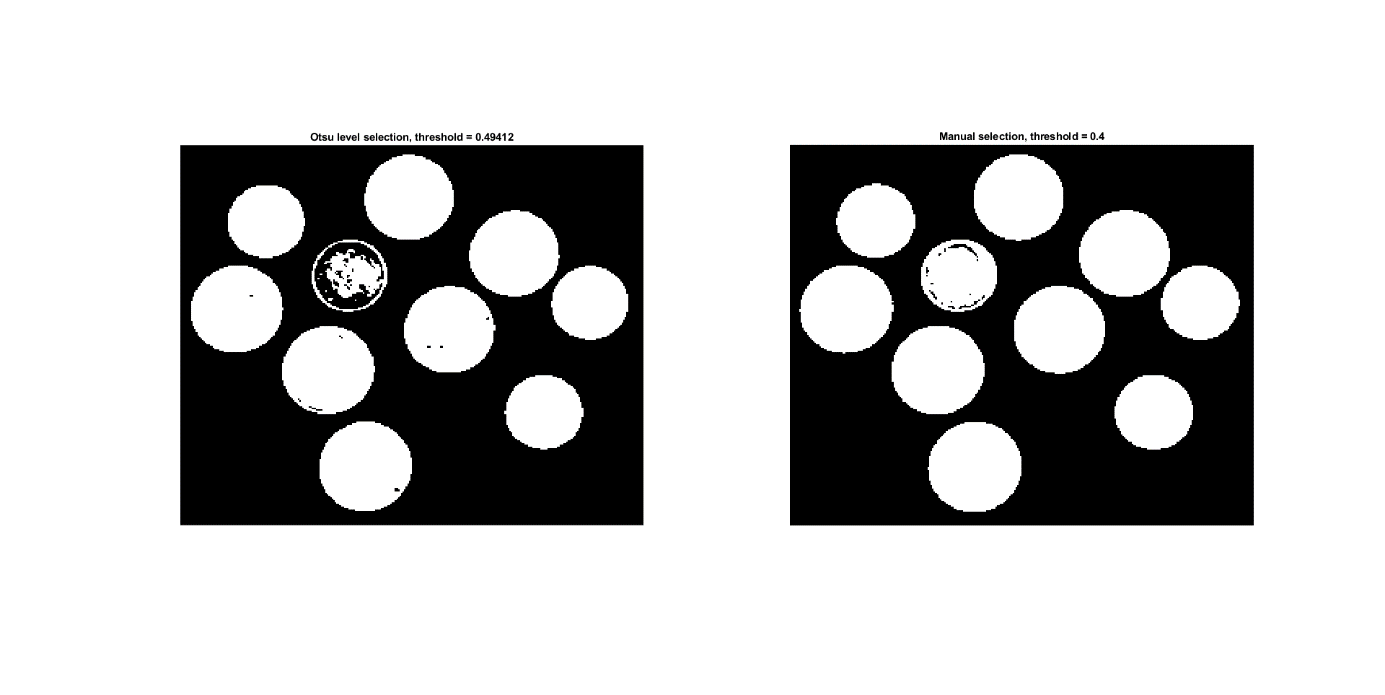 Otsu level selection, threshold = 0.49412
Manual selection, threshold = 0.4